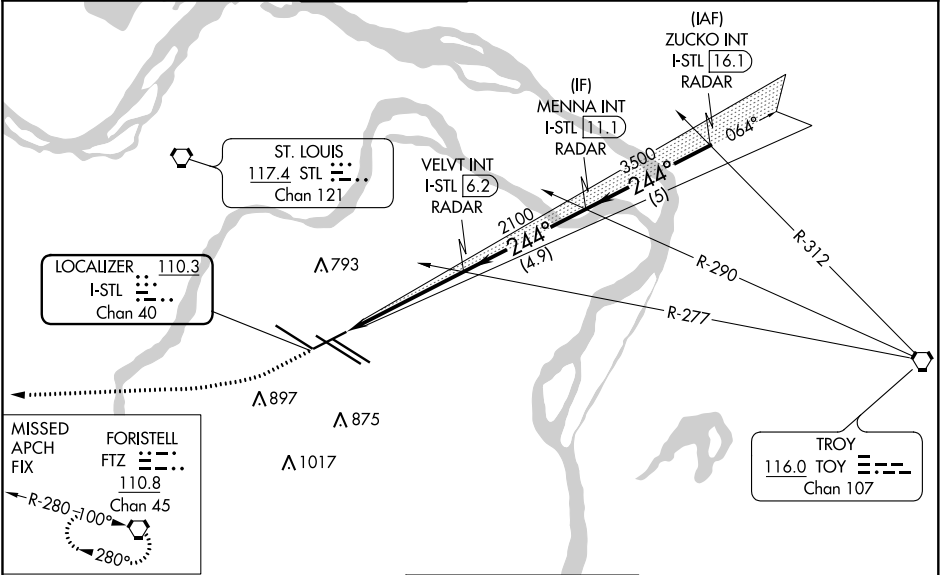 (IAF)
ZUCKO INT
I-STL 16.1
RADAR
(IF)
MENNA INT
I-STL 11.1
RADAR
064°
3500
244°
(5)
ST. LOUIS
117.4 STL
Chan 121
VELVT INT
I-STL 6.2
RADAR
2100
244°
(4.9)
R-312
R-290
R-277
793
LOCALIZER 110.3
I-STL
Chan 40
897
875
1017
MISSED
APCH
FIX
FORISTELL
FTZ
110.8
Chan 45
R-280
100°
280°
TROY
116.0 TOY
Chan 107